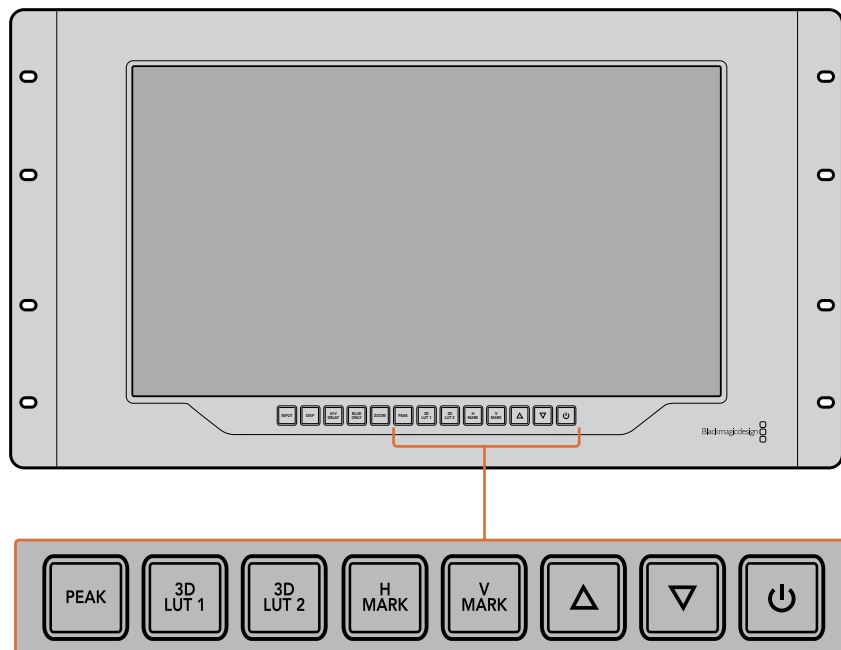 INPUT
DISP
H/V
DELAY
BLUE
ONLY
ZOOM
PEAK
3D
LUT 1
3D
LUT 2
H
MARK
V
MARK
Blackmagicdesign
PEAK
3D
LUT 1
3D
LUT 2
H
MARK
V
MARK